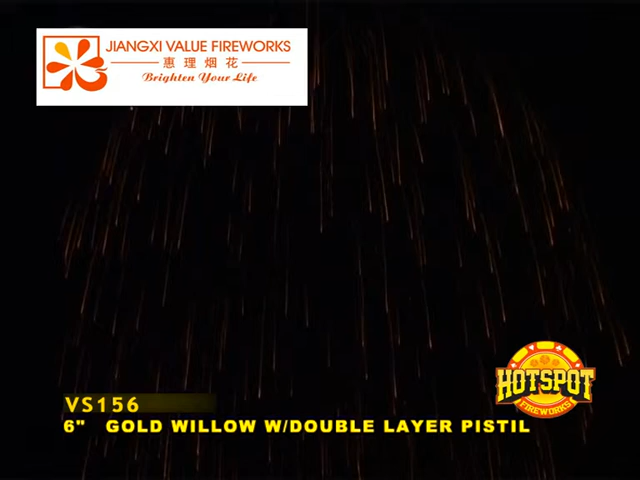 JIANGXI VALUE FIREWORKS
惠理烟花
Brighten Your Life
HOTSPOT
FIREWORKS
VS156
6" GOLD WILLOW W/DOUBLE LAYER PISTIL